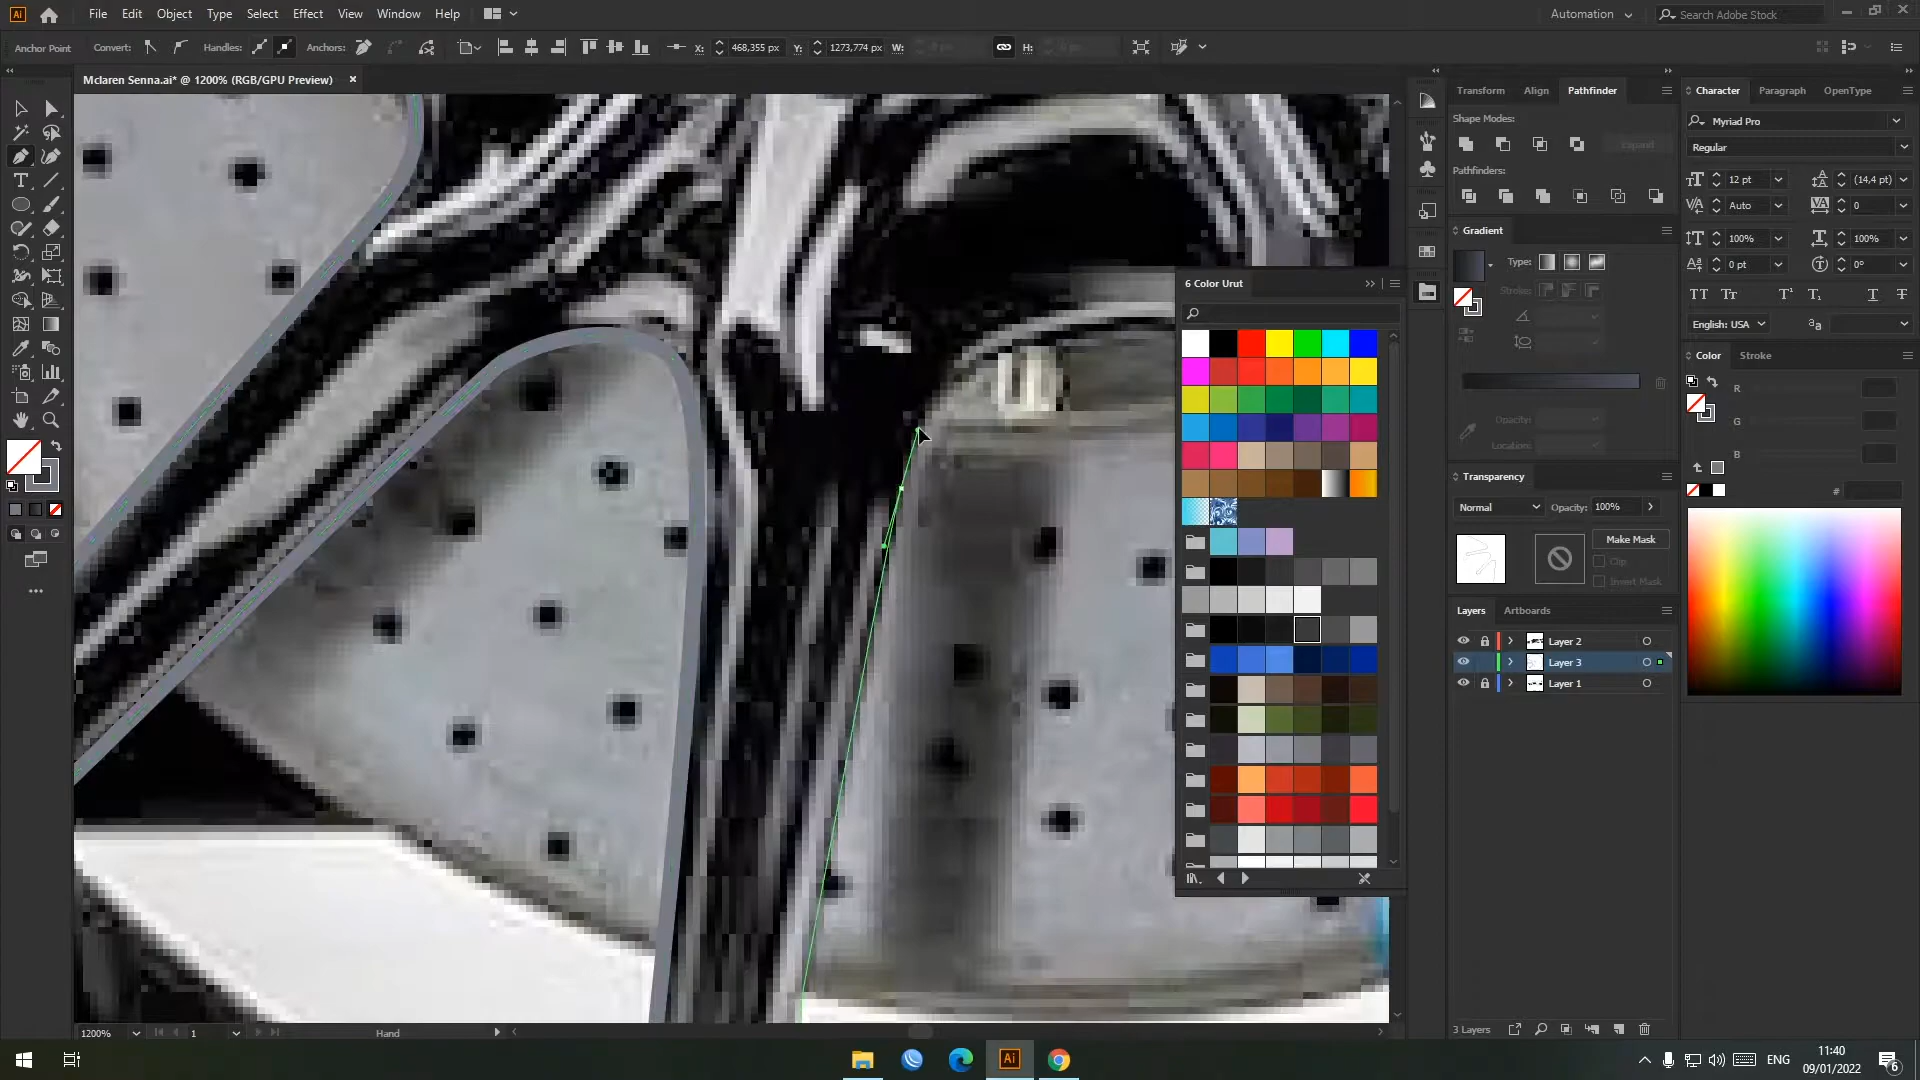 Ai File Edit Object Type Select Effect View Window Help Automation Search Adobe Stock
Anchor Point Convert: Handles: Anchors: X: 468,355 px Y: 1273,774 px W: H:
Mclaren Senna.ai* @ 1200% (RGB/GPU Preview) ×
Transform Align Pathfinder
Shape Modes:
Expand
Pathfinders:
Gradient
Type:
Stroke:
Opacity:
Location:
Transparency
Normal Opacity: 100%
Make Mask
Clip
Invert Mask
Layers Artboards
Layer 2
Layer 3
Layer 1
3 Layers
Character Paragraph OpenType
Myriad Pro
Regular
12 pt (14,4 pt)
Auto 0
100% 100%
0 pt 0°
English: USA
Color Stroke
R
G
B
#
6 Color Urut
1200% 1 Hand
Ai ENG 11:40
09/01/2022 6